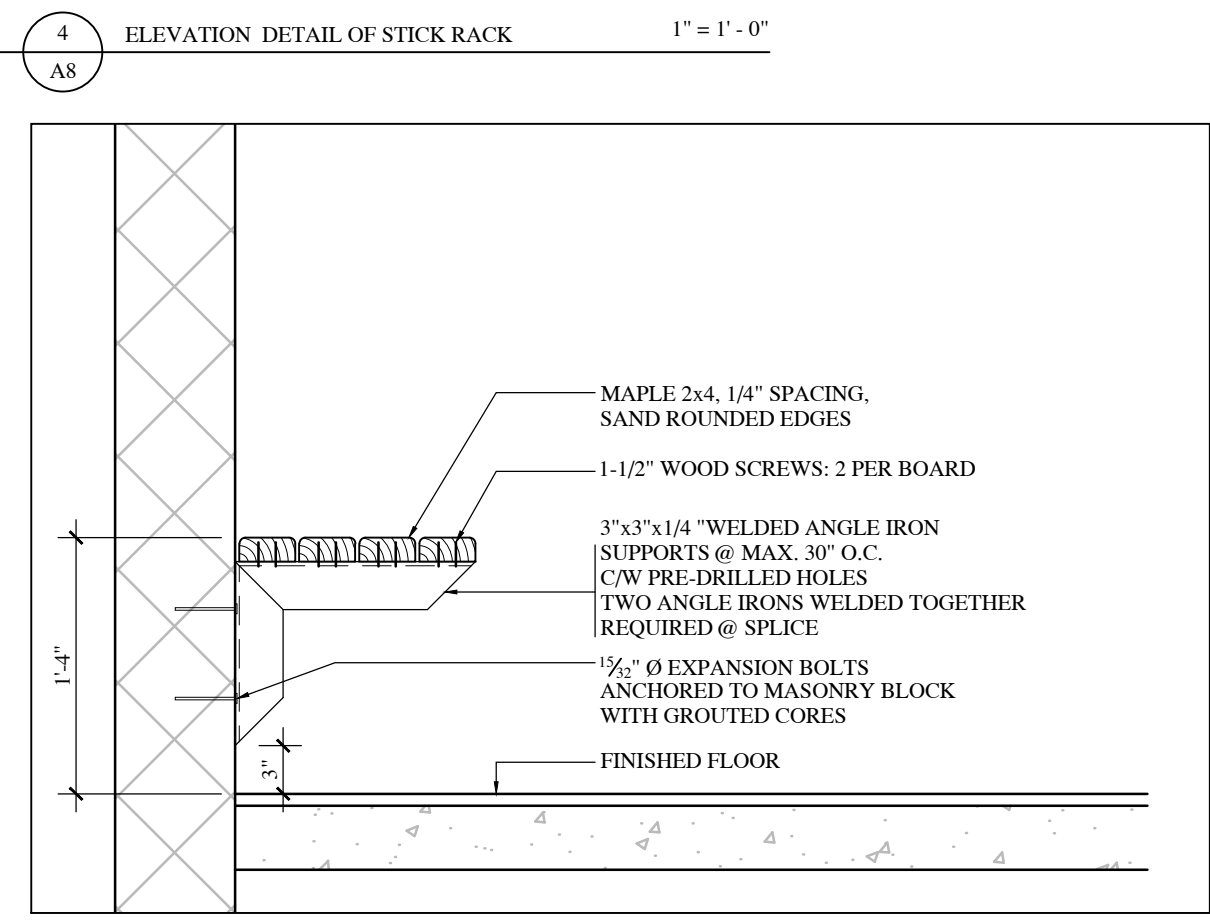 4
A8
ELEVATION DETAIL OF STICK RACK
1" = 1' - 0"
MAPLE 2x4, 1/4" SPACING,
SAND ROUNDED EDGES
1-1/2" WOOD SCREWS: 2 PER BOARD
3"x3"x1/4 "WELDED ANGLE IRON
SUPPORTS @ MAX. 30" O.C.
C/W PRE-DRILLED HOLES
TWO ANGLE IRONS WELDED TOGETHER
REQUIRED @ SPLICE
15/32" Ø EXPANSION BOLTS
ANCHORED TO MASONRY BLOCK
WITH GROUTED CORES
FINISHED FLOOR
1'-4"
3"